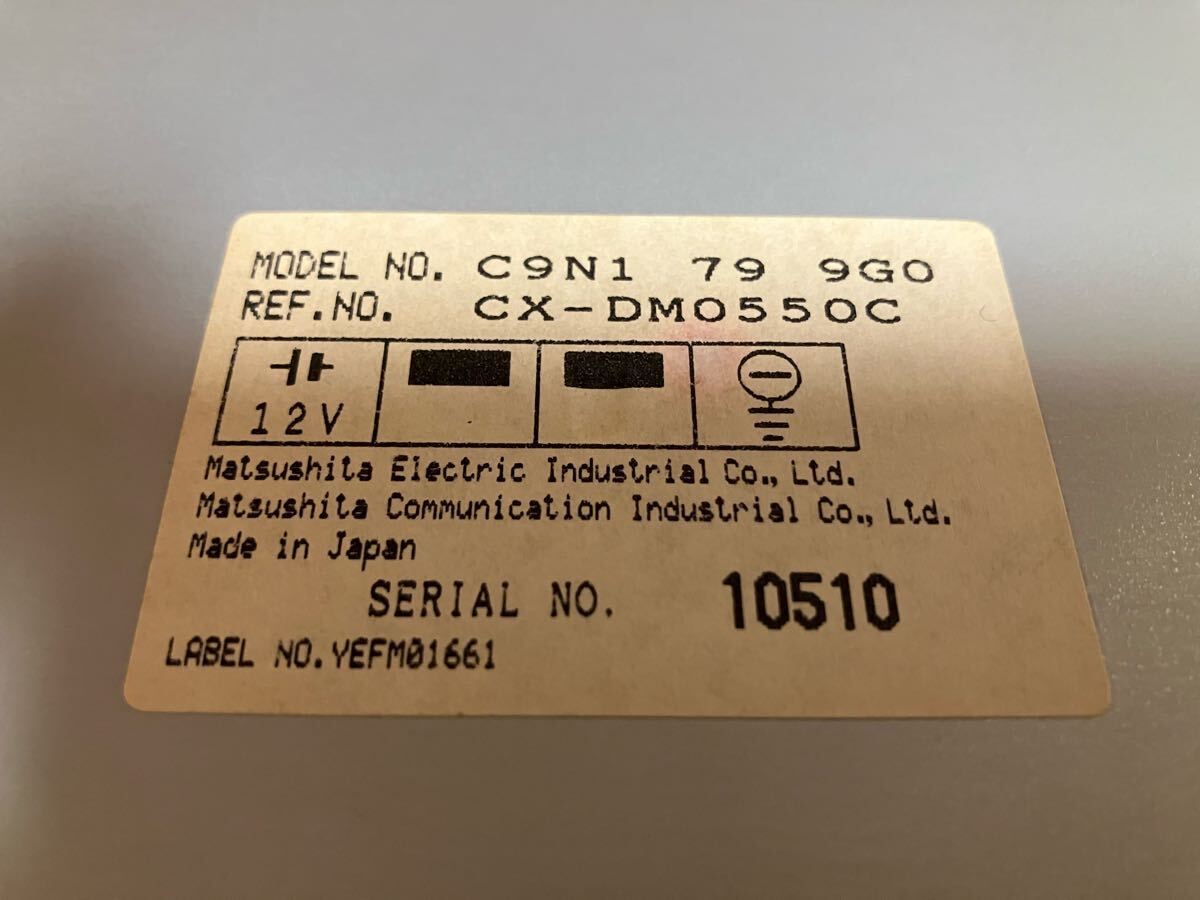 MODEL NO. C9N1 79 9G0
REF.NO. CX-DM0550C
12V
Matsushita Electric Industrial Co., Ltd.
Matsushita Communication Industrial Co., Ltd.
Made in Japan
SERIAL NO. 10510
LABEL NO.YEFM01661